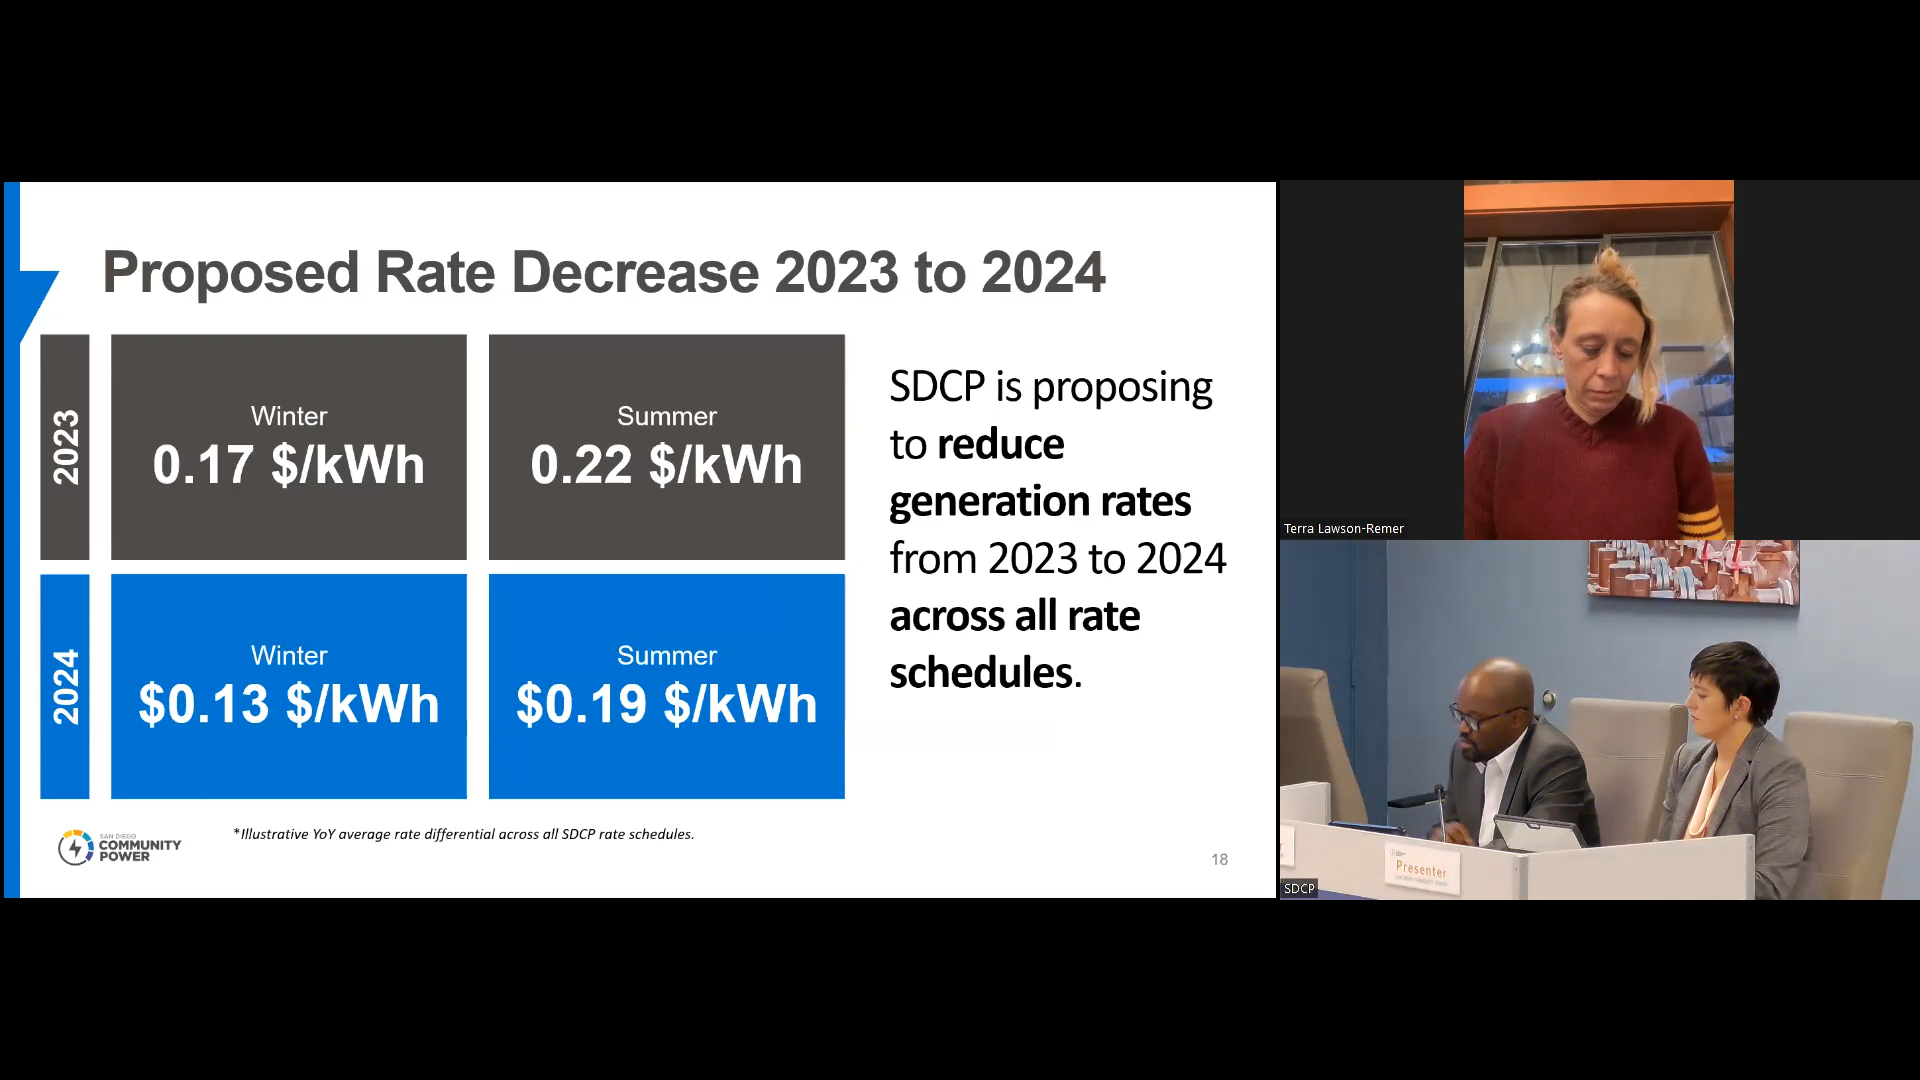 Proposed Rate Decrease 2023 to 2024
2023
Winter
0.17 $/kWh
Summer
0.22 $/kWh
2024
Winter
$0.13 $/kWh
Summer
$0.19 $/kWh
SDCP is proposing
to reduce
generation rates
from 2023 to 2024
across all rate
schedules.
*Illustrative YoY average rate differential across all SDCP rate schedules.
SAN DIEGO
COMMUNITY
POWER
18
Terra Lawson-Remer
Presenter
SDCP